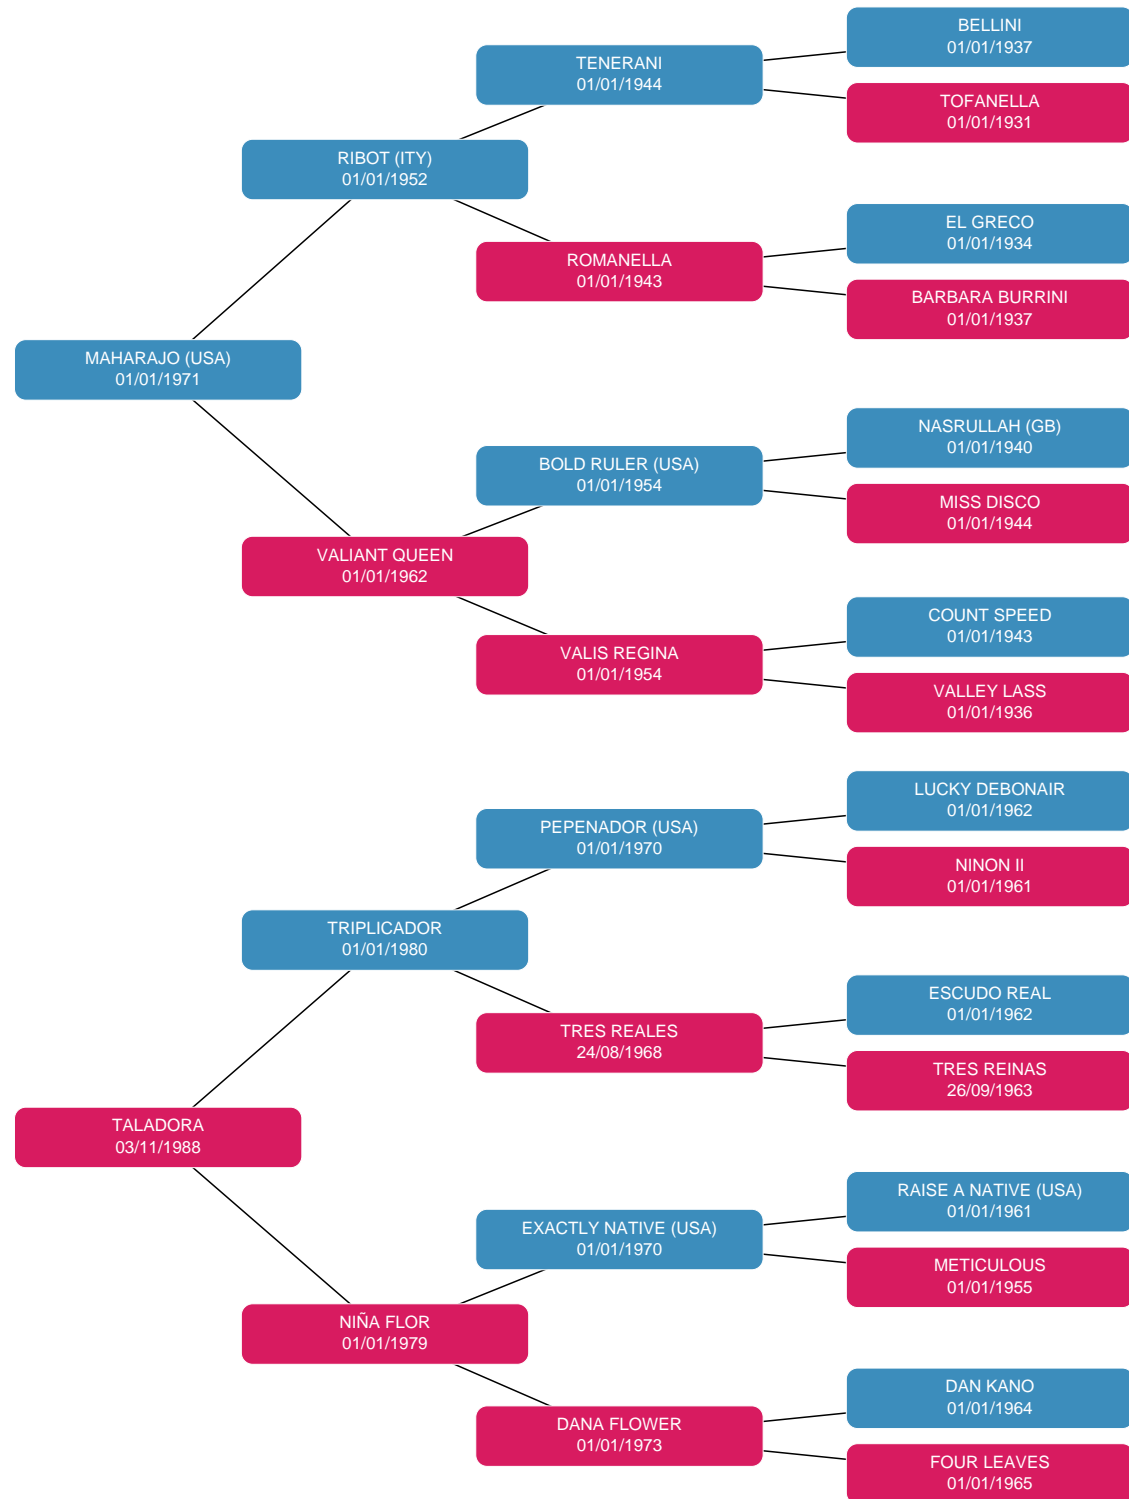 BELLINI
01/01/1937
TENERANI
01/01/1944
TOFANELLA
01/01/1931
RIBOT (ITY)
01/01/1952
EL GRECO
01/01/1934
ROMANELLA
01/01/1943
BARBARA BURRINI
01/01/1937
MAHARAJO (USA)
01/01/1971
NASRULLAH (GB)
01/01/1940
BOLD RULER (USA)
01/01/1954
MISS DISCO
01/01/1944
VALIANT QUEEN
01/01/1962
COUNT SPEED
01/01/1943
VALIS REGINA
01/01/1954
VALLEY LASS
01/01/1936
LUCKY DEBONAIR
01/01/1962
PEPENADOR (USA)
01/01/1970
NINON II
01/01/1961
TRIPLICADOR
01/01/1980
ESCUDO REAL
01/01/1962
TRES REALES
24/08/1968
TRES REINAS
26/09/1963
TALADORA
03/11/1988
RAISE A NATIVE (USA)
01/01/1961
EXACTLY NATIVE (USA)
01/01/1970
METICULOUS
01/01/1955
NIÑA FLOR
01/01/1979
DAN KANO
01/01/1964
DANA FLOWER
01/01/1973
FOUR LEAVES
01/01/1965